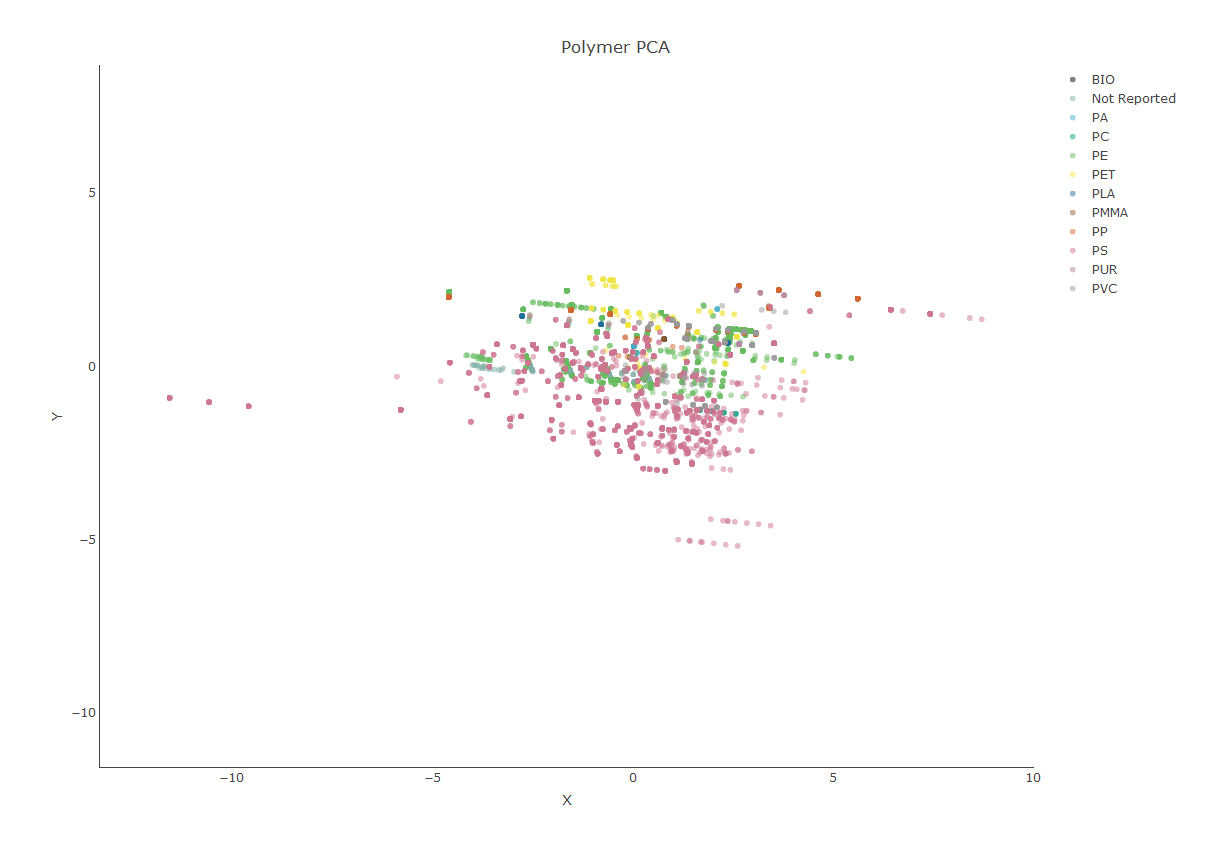 Polymer PCA
BIO
Not Reported
PA
PC
PE
PET
PLA
PMMA
PP
PS
PUR
PVC
5
0
−5
−10
Y
−10
−5
0
5
10
X